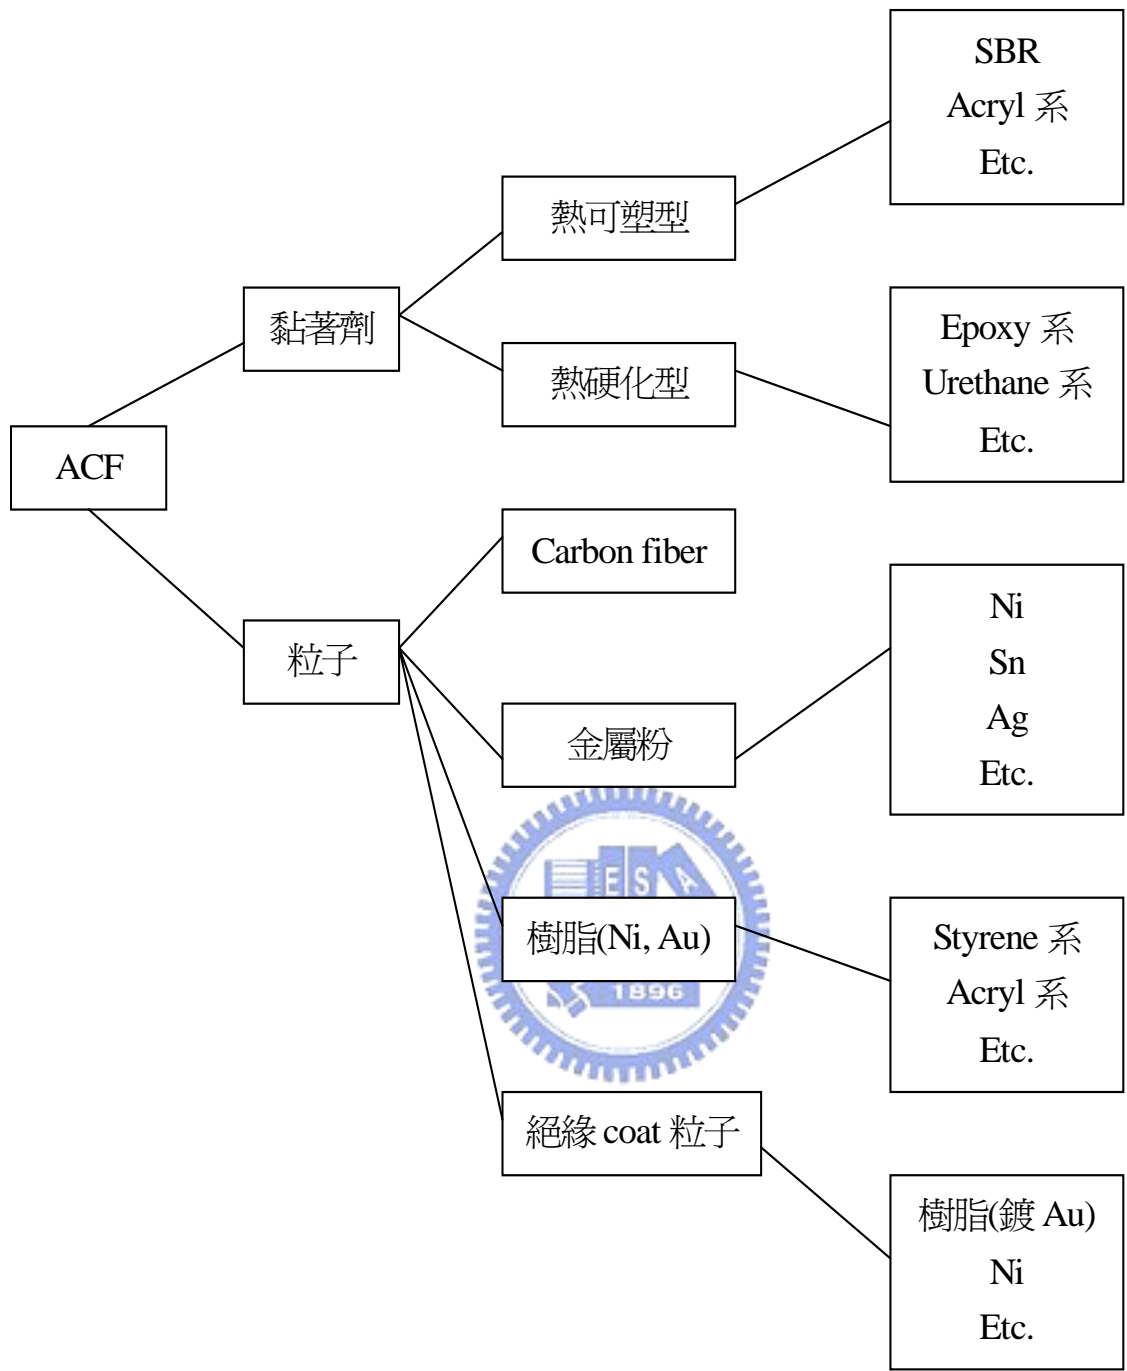 SBR
Acryl 系
Etc.
熱可塑型
黏著劑
Epoxy 系
Urethane 系
Etc.
熱硬化型
ACF
Carbon fiber
粒子
Ni
Sn
Ag
Etc.
金屬粉
E S A
樹脂(Ni, Au)
1896
Styrene 系
Acryl 系
Etc.
絕緣 coat 粒子
樹脂(鍍 Au)
Ni
Etc.